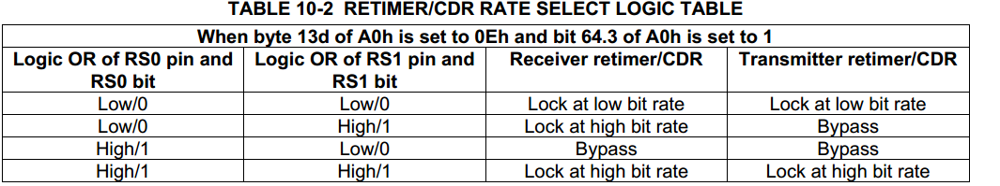 TABLE 10-2 RETIMER/CDR RATE SELECT LOGIC TABLE
When byte 13d of A0h is set to 0Eh and bit 64.3 of A0h is set to 1
Logic OR of RS0 pin and RS0 bit Logic OR of RS1 pin and RS1 bit Receiver retimer/CDR Transmitter retimer/CDR
Low/0 Low/0 Lock at low bit rate Lock at low bit rate
Low/0 High/1 Lock at high bit rate Bypass
High/1 Low/0 Bypass Bypass
High/1 High/1 Lock at high bit rate Lock at high bit rate